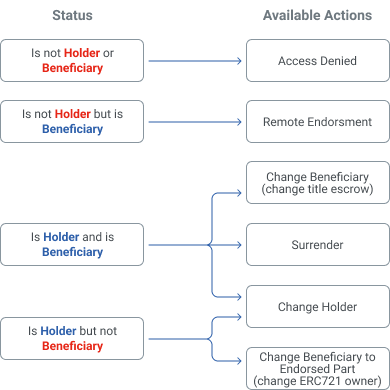 Status
Available Actions
Is not Holder or
Beneficiary
Access Denied
Is not Holder but is
Beneficiary
Remote Endorsment
Change Beneficiary
(change title escrow)
Is Holder and is
Beneficiary
Surrender
Change Holder
Is Holder but not
Beneficiary
Change Beneficiary to
Endorsed Part
(change ERC721 owner)